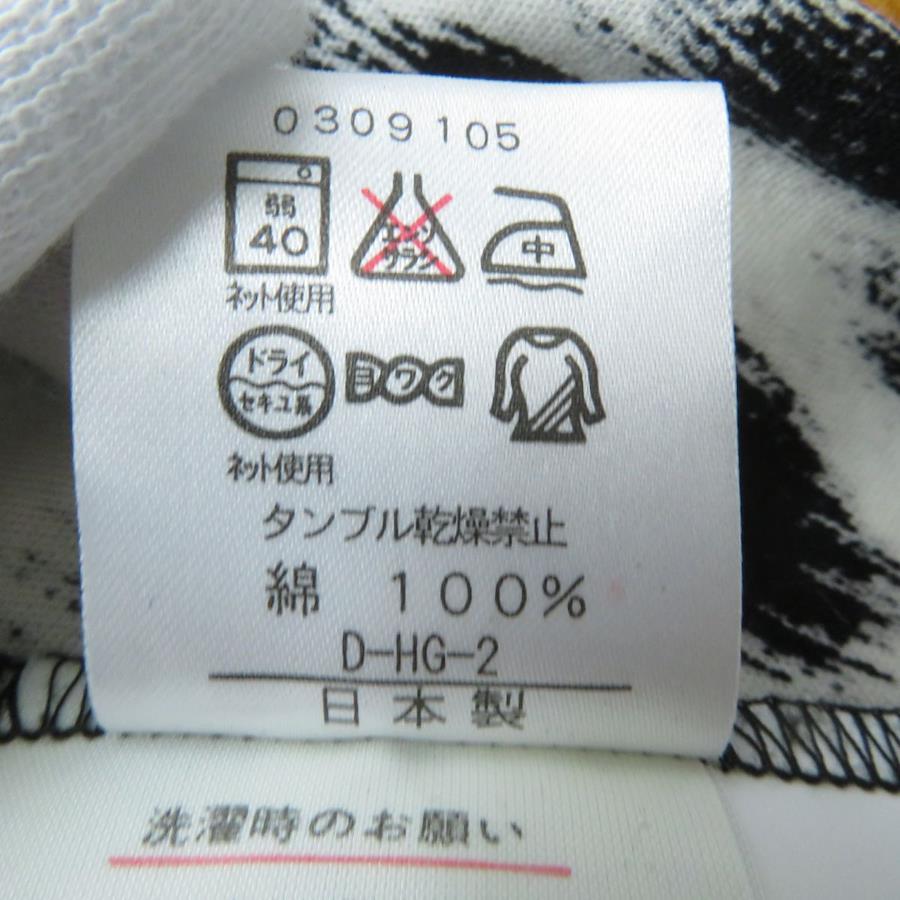 0309105
弱
40
エンソ
サラシ
中
ネット使用
ドライ
セキユ系
ヨワク
ネット使用
タンブル乾燥禁止
綿 100%
D-HG-2
日本製
洗濯時のお願い